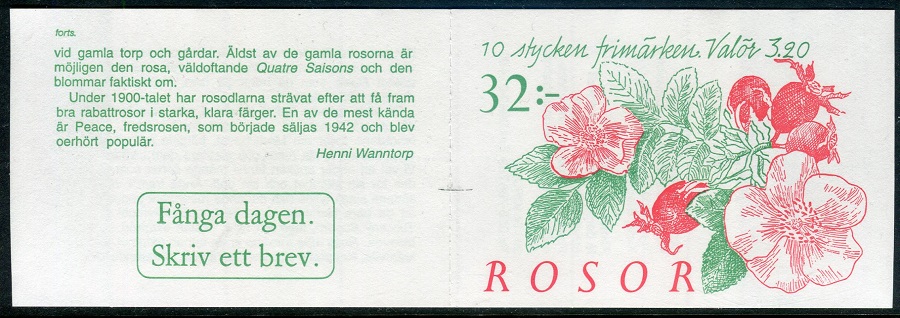 forts.
vid gamla torp och gårdar. Äldst av de gamla rosorna är
möjligen den rosa, väldoftande Quatre Saisons och den
blommar faktiskt om.
Under 1900-talet har rosodlarna strävat efter att få fram
bra rabattrosor i starka, klara färger. En av de mest kända
är Peace, fredsrosen, som började säljas 1942 och blev
oerhört populär.
Henni Wanntorp
Fånga dagen.
Skriv ett brev.
10 stycken frimärken. Valör 3.20
32:-
ROSOR